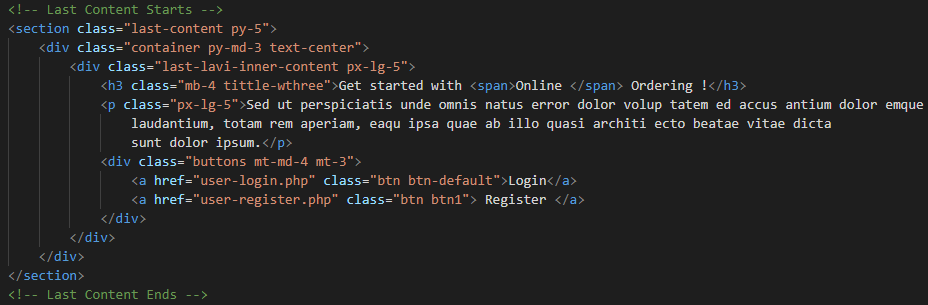 <!-- Last Content Starts -->
<section class="last-content py-5">
    <div class="container py-md-3 text-center">
        <div class="last-lavi-inner-content px-lg-5">
            <h3 class="mb-4 tittle-wthree">Get started with <span>Online </span> Ordering !</h3>
            <p class="px-lg-5">Sed ut perspiciatis unde omnis natus error dolor volup tatem ed accus antium dolor emque
                laudantium, totam rem aperiam, eaqu ipsa quae ab illo quasi architi ecto beatae vitae dicta
                sunt dolor ipsum.</p>
            <div class="buttons mt-md-4 mt-3">
                <a href="user-login.php" class="btn btn-default">Login</a>
                <a href="user-register.php" class="btn btn1"> Register </a>
            </div>
        </div>
    </div>
</section>
<!-- Last Content Ends -->